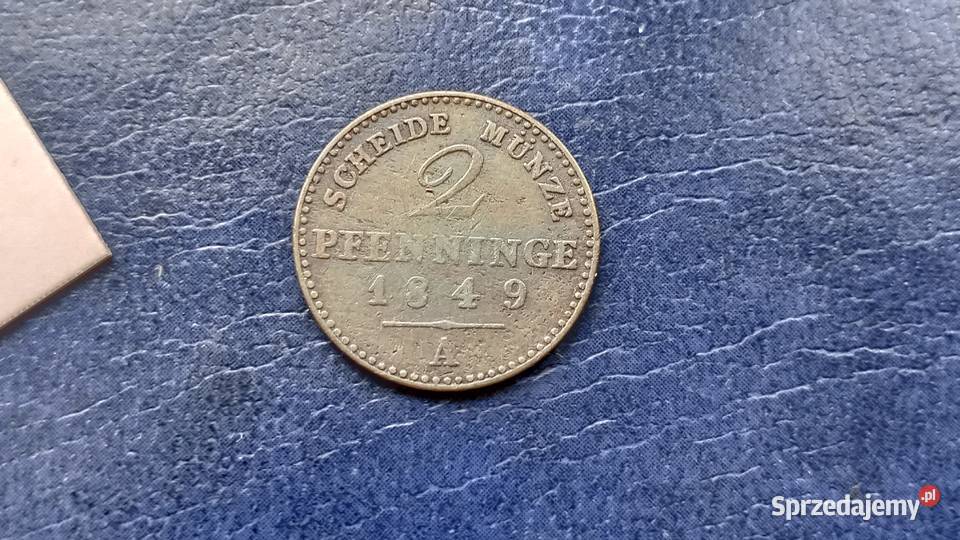 SCHEIDE MÜNZE
2
PFENNINGE
1849
A
Sprzedajemy.pl